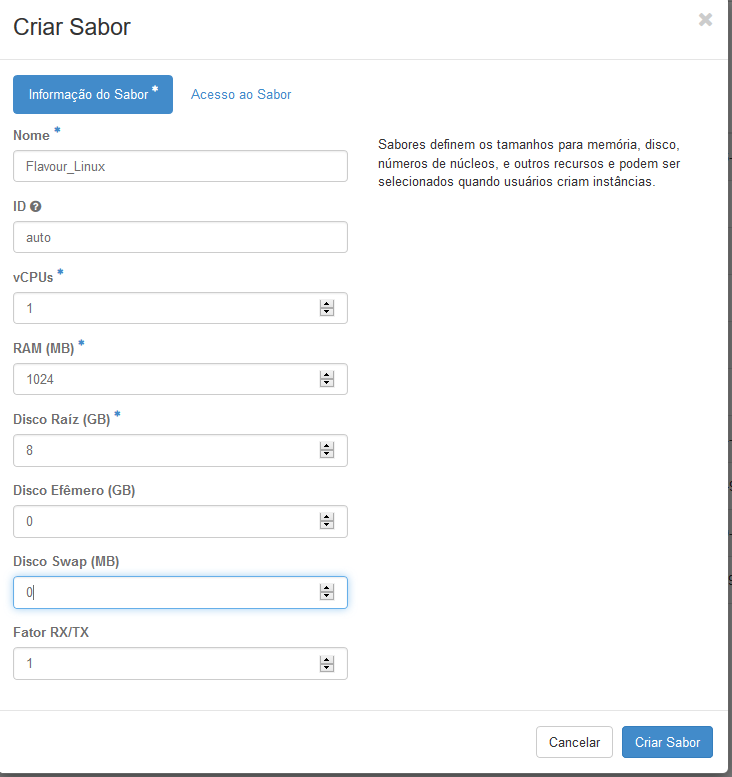 Criar Sabor
Informação do Sabor *
Acesso ao Sabor
Nome *
Flavour_Linux
Sabores definem os tamanhos para memória, disco,
números de núcleos, e outros recursos e podem ser
selecionados quando usuários criam instâncias.
ID
auto
vCPUs *
1
RAM (MB) *
1024
Disco Raíz (GB) *
8
Disco Efêmero (GB)
0
Disco Swap (MB)
0
Fator RX/TX
1
Cancelar
Criar Sabor